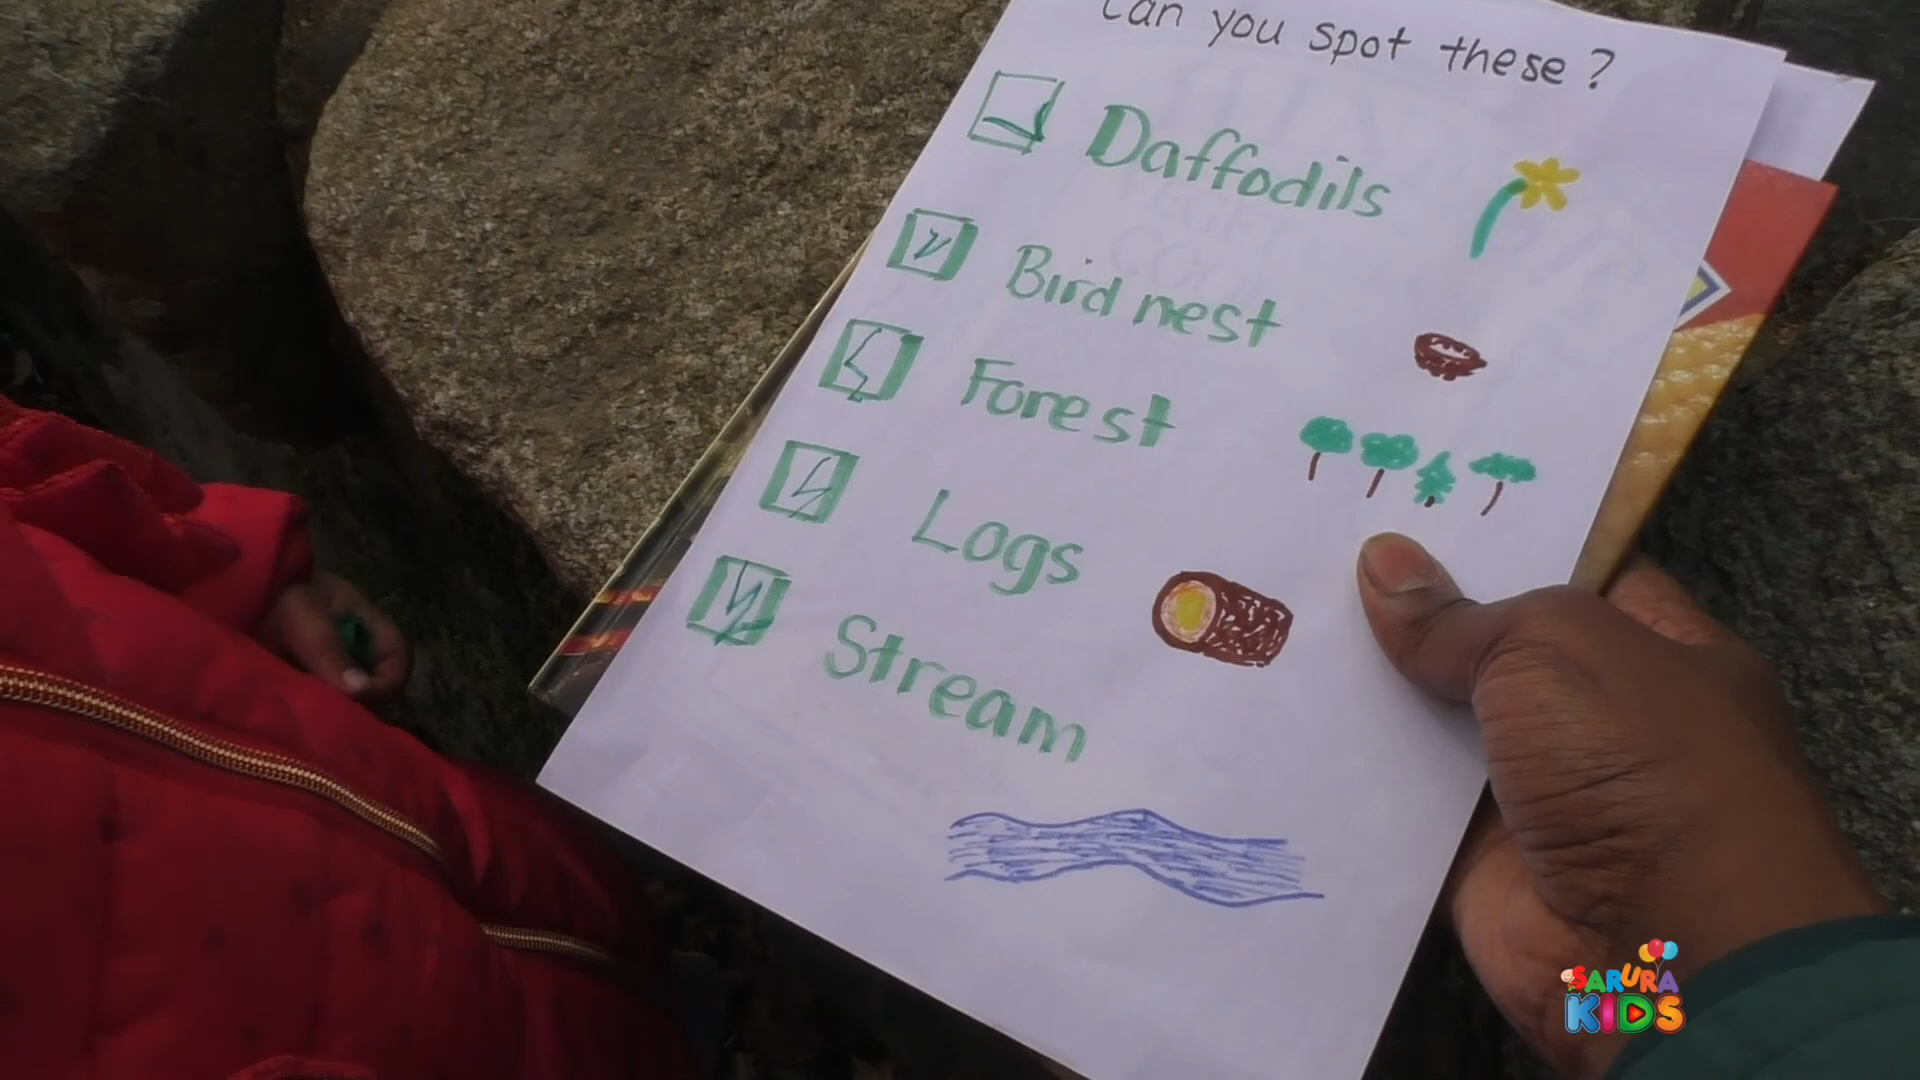 Can you spot these?
Daffodils
Bird nest
Forest
Logs
Stream
SARURA
KIDS